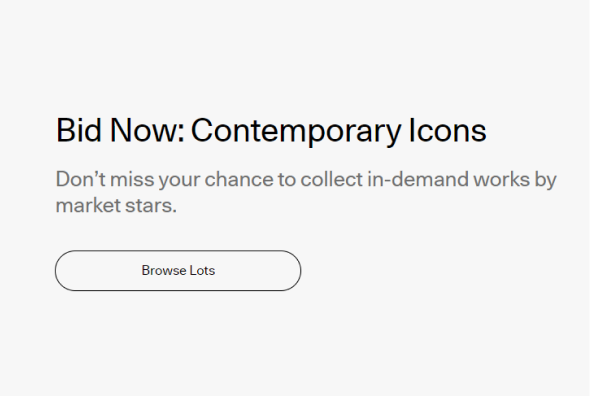 Bid Now: Contemporary Icons
Don’t miss your chance to collect in-demand works by
market stars.
Browse Lots